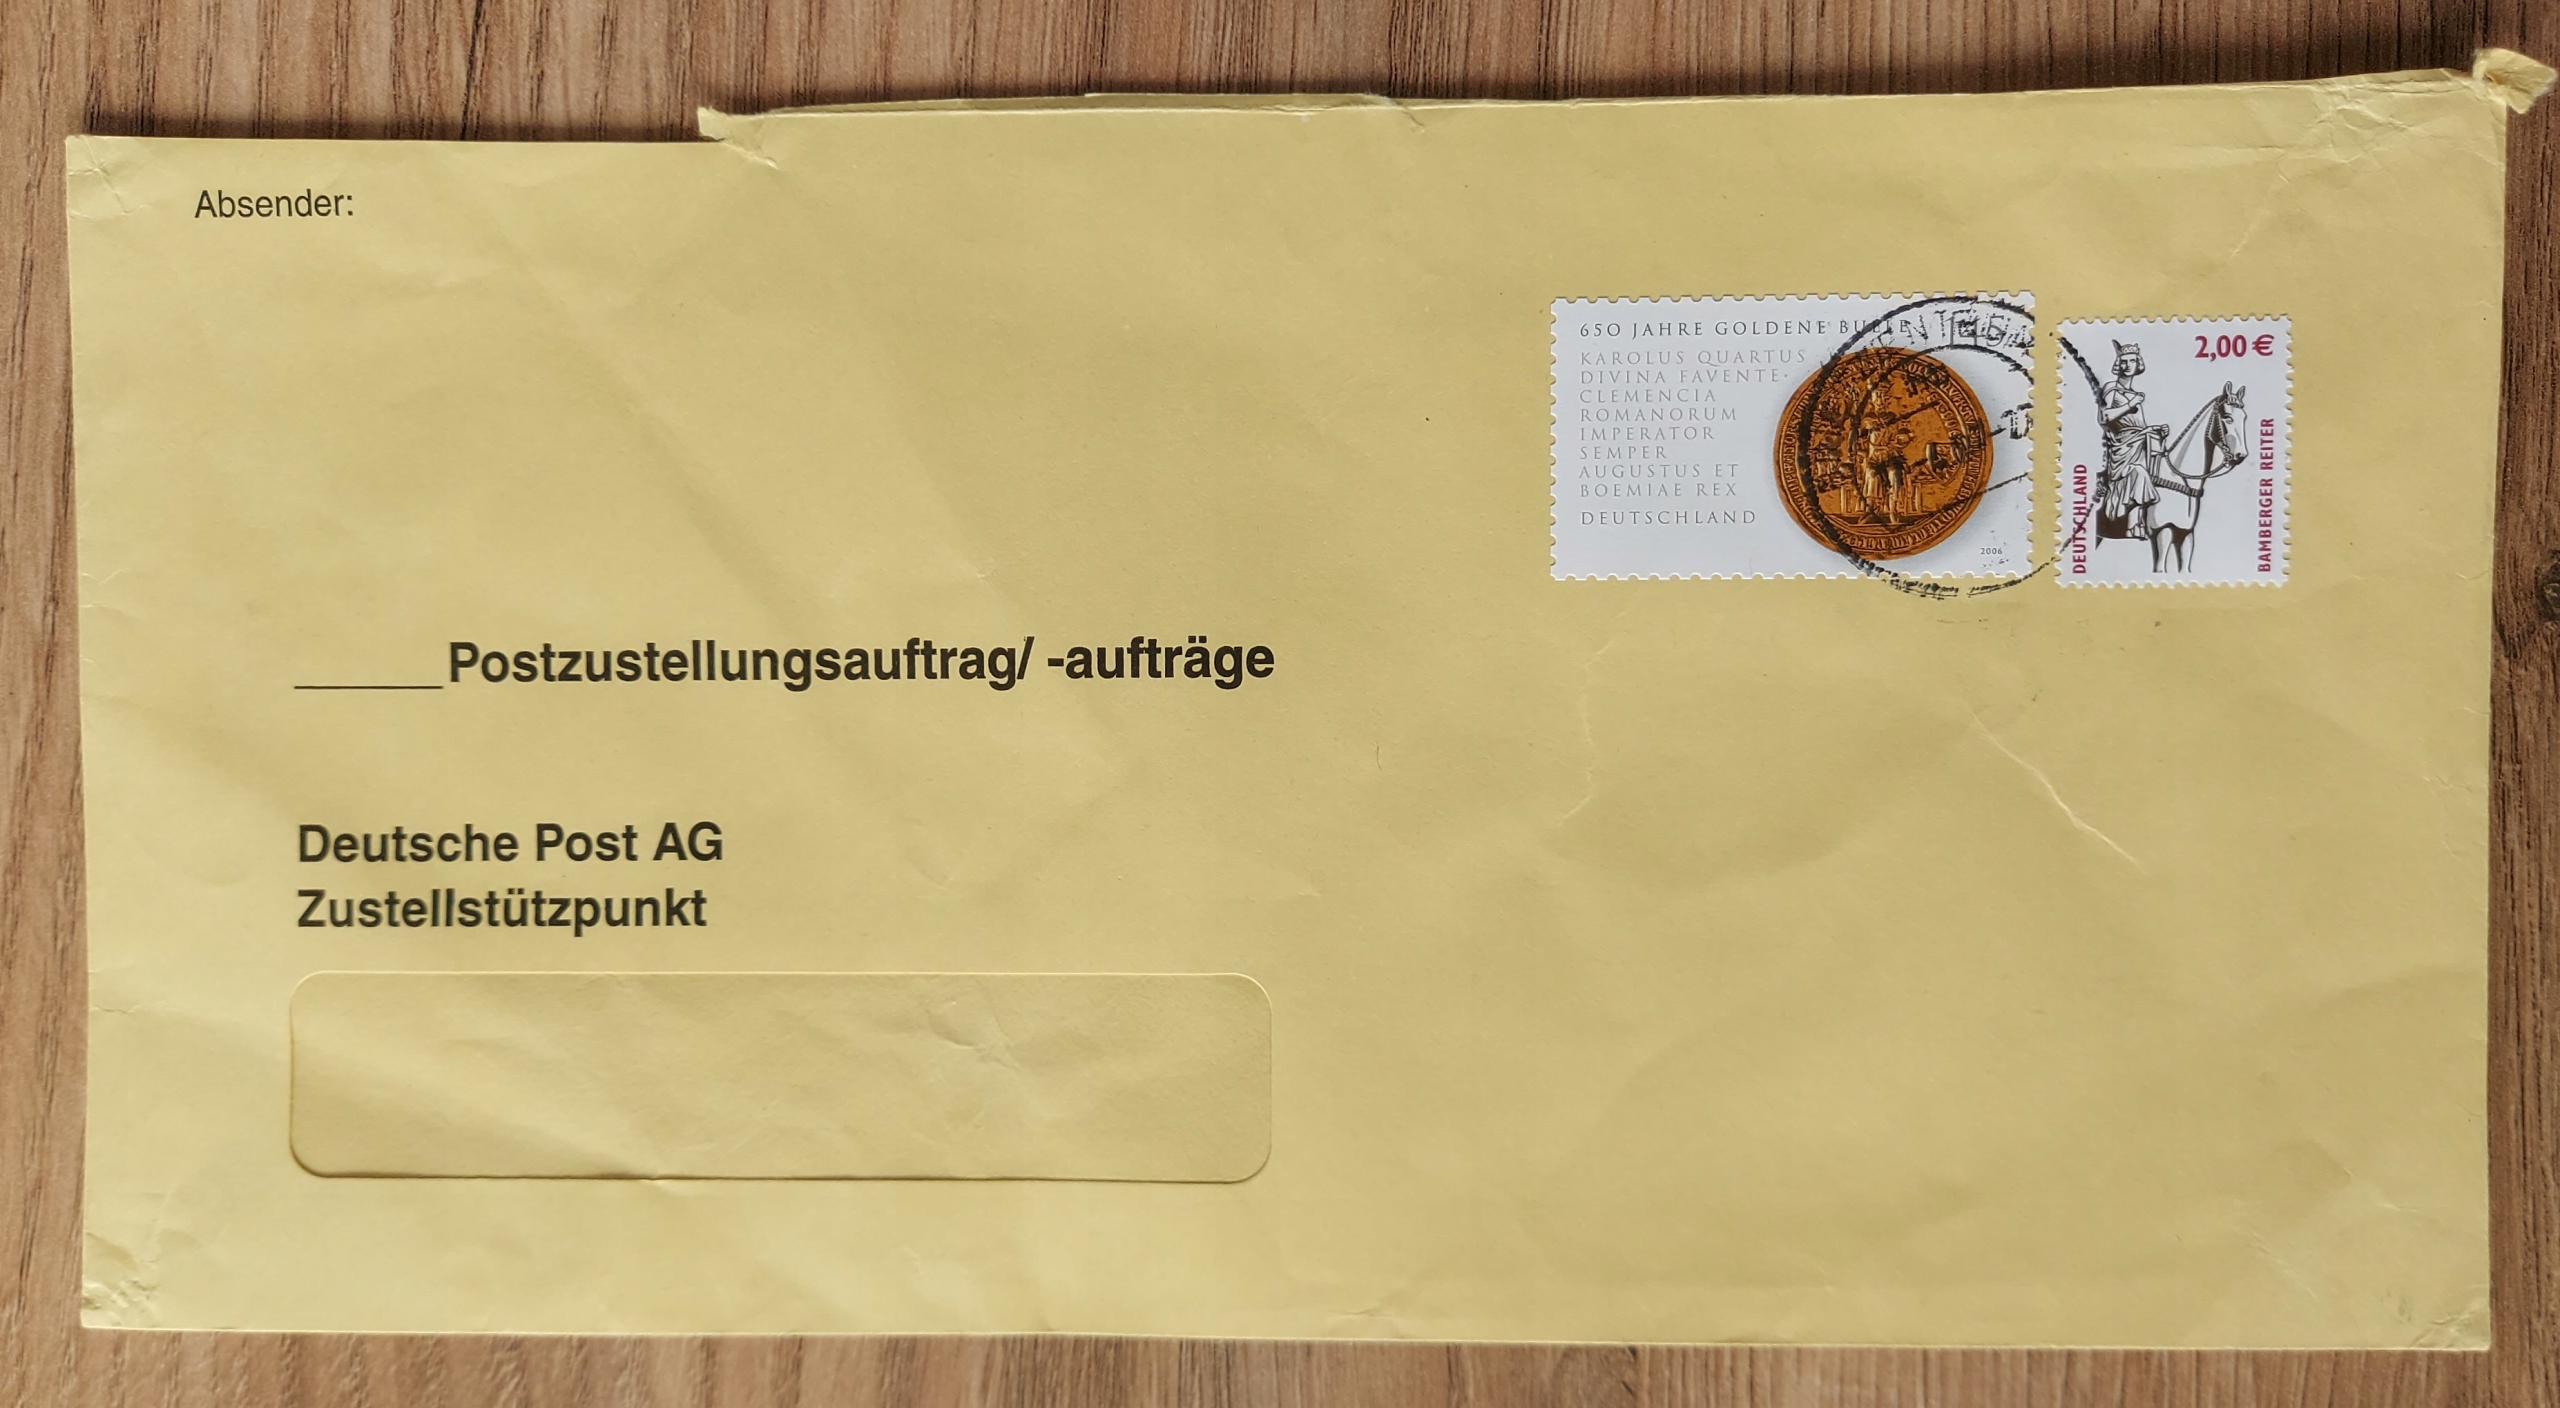 Absender:
650 JAHRE GOLDENE BULLE
KAROLUS QUARTUS
DIVINA FAVENTE
CLEMENCIA
ROMANORUM
IMPERATOR
SEMPER
AUGUSTUS ET
BOEMIAE REX
DEUTSCHLAND
2006
2,00 €
DEUTSCHLAND
BAMBERGER REITER
_____Postzustellungsauftrag/ -aufträge
Deutsche Post AG
Zustellstützpunkt